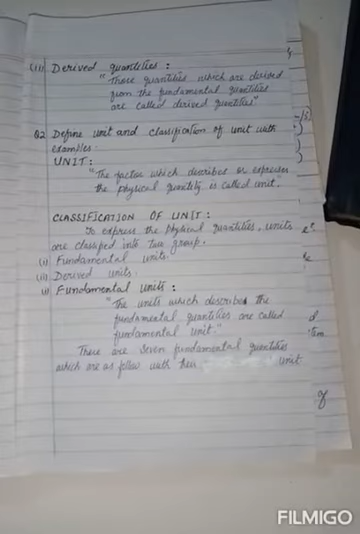 (ii) Derived quantities :
"Those quantities which are derived
from the fundamental quantities
are called derived quantities"
Q2 Define unit and classification of unit with
examples.
UNIT :
"The factor which describes or expresses
the physical quantity is called unit.
CLASSIFICATION OF UNIT :
To express the physical quantities, units
are classified into two group.
(i) Fundamental units.
(ii) Derived units.
(i) Fundamental units :
"The units which describes the
fundamental quantities are called
fundamental unit."
There are seven fundamental quantities
which are as follow with their unit
FILMIGO